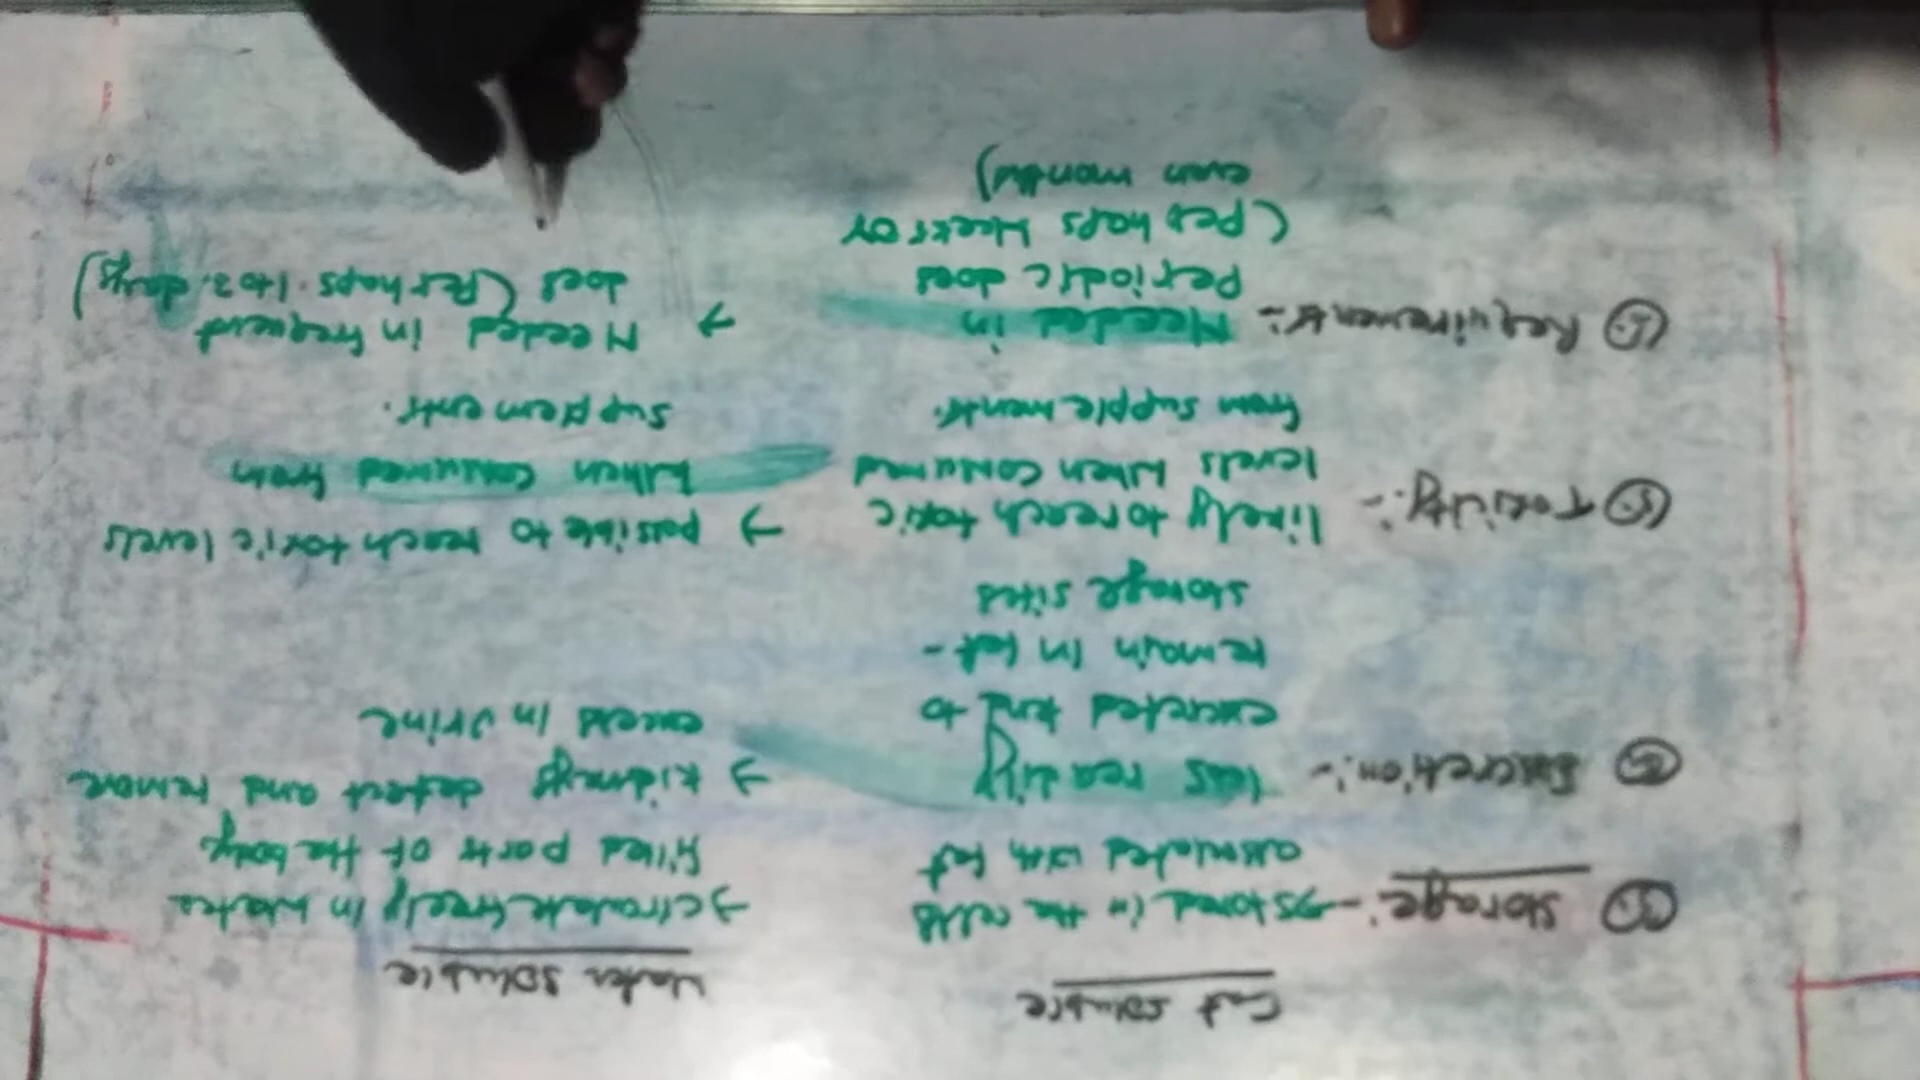 Fat soluble
Water soluble
③ Storage:- → stored in the cells
associated with fat
→ circulate freely in water
filled parts of the body
④ Excretion:- less readily
excreted tend to
remain in fat-
storage sites
→ kidneys detect and remove
excess in urine
⑤ Toxicity:- likely to reach toxic
levels when consumed
from supplements.
→ possible to reach toxic levels
when consumed from
supplements.
⑥ Requirements:- Needed in
Periodic does
(Perhaps weeks or
even months)
→ Needed in frequent
does (Perhaps 1 to 2 days)